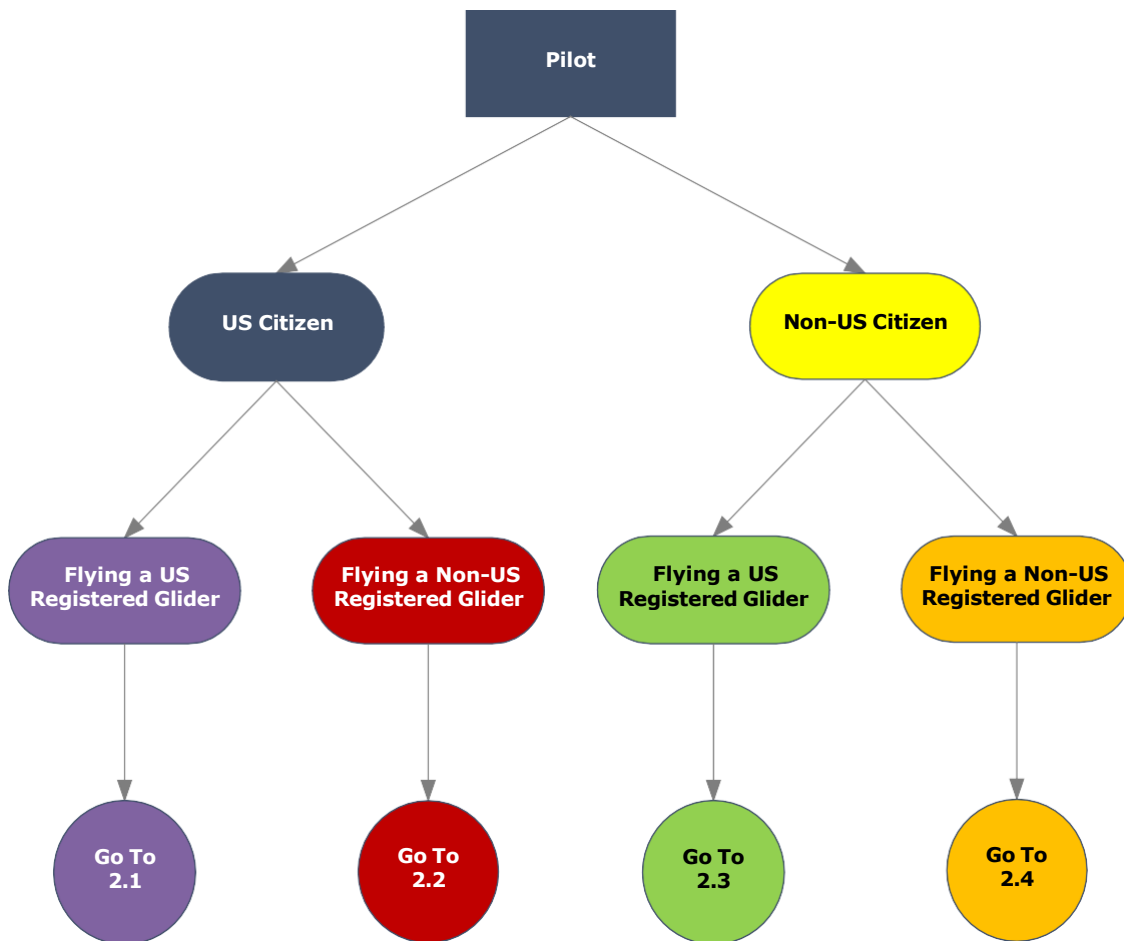 Pilot
US Citizen
Non-US Citizen
Flying a US
Registered Glider
Flying a Non-US
Registered Glider
Flying a US
Registered Glider
Flying a Non-US
Registered Glider
Go To
2.1
Go To
2.2
Go To
2.3
Go To
2.4